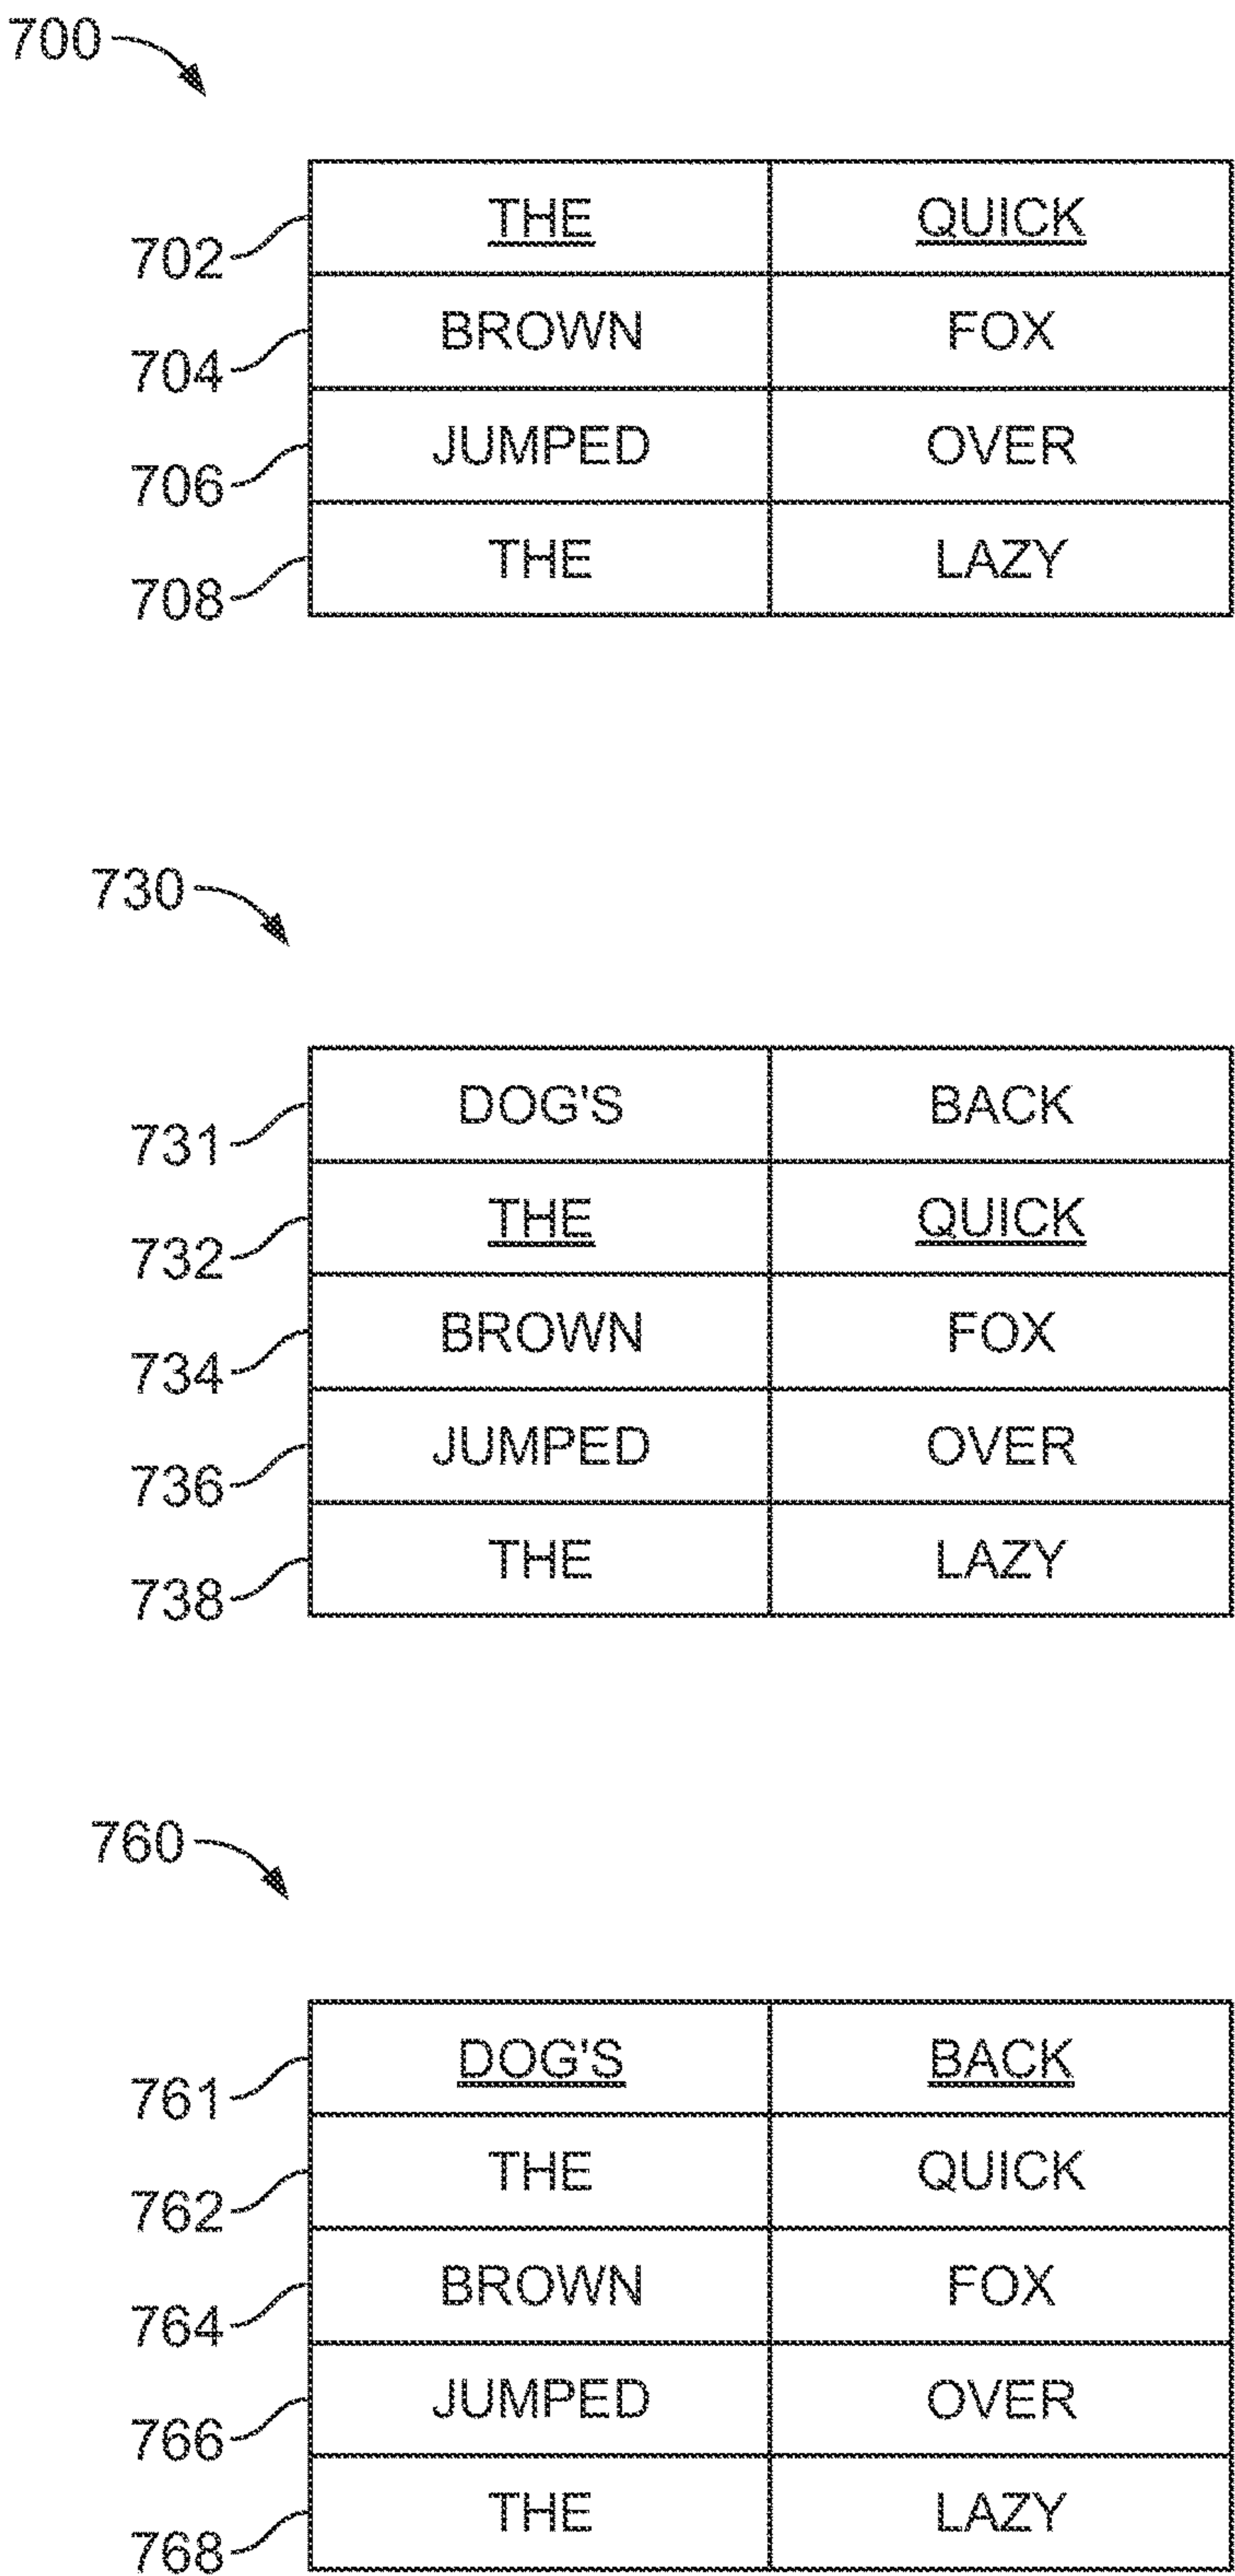 700
702 THE QUICK
704 BROWN FOX
706 JUMPED OVER
708 THE LAZY
730
731 DOG'S BACK
732 THE QUICK
734 BROWN FOX
736 JUMPED OVER
738 THE LAZY
760
761 DOG'S BACK
762 THE QUICK
764 BROWN FOX
766 JUMPED OVER
768 THE LAZY